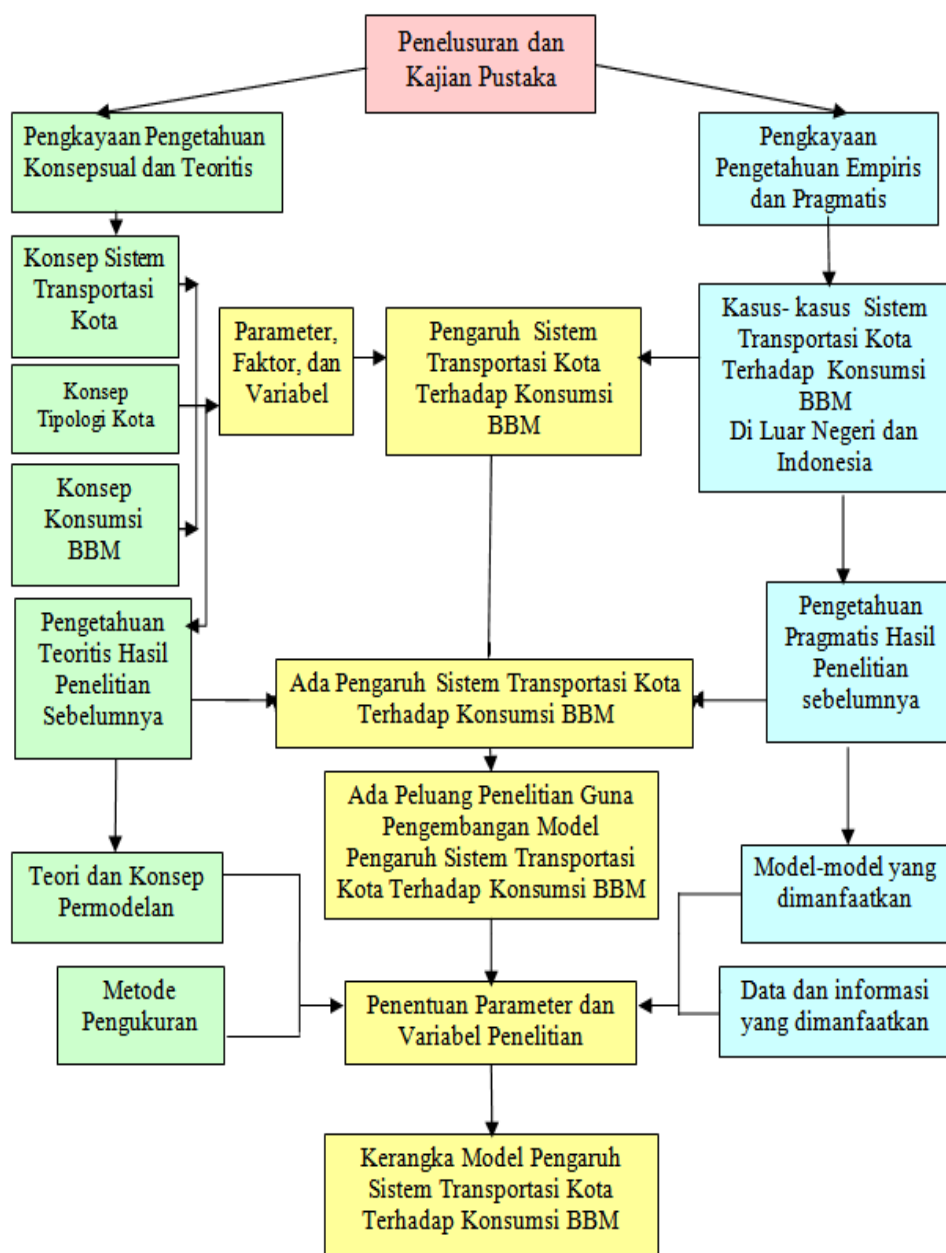 Penelusuran dan
Kajian Pustaka
Pengkayaan Pengetahuan
Konsepsual dan Teoritis
Pengkayaan
Pengetahuan Empiris
dan Pragmatis
Konsep Sistem
Transportasi
Kota
Konsep
Tipologi Kota
Konsep
Konsumsi
BBM
Parameter,
Faktor, dan
Variabel
Pengaruh Sistem
Transportasi Kota
Terhadap Konsumsi
BBM
Kasus- kasus Sistem
Transportasi Kota
Terhadap Konsumsi
BBM
Di Luar Negeri dan
Indonesia
Pengetahuan
Teoritis Hasil
Penelitian
Sebelumnya
Ada Pengaruh Sistem Transportasi Kota
Terhadap Konsumsi BBM
Pengetahuan
Pragmatis Hasil
Penelitian
sebelumnya
Ada Peluang Penelitian Guna
Pengembangan Model
Pengaruh Sistem Transportasi
Kota Terhadap Konsumsi BBM
Teori dan Konsep
Permodelan
Model-model yang
dimanfaatkan
Metode
Pengukuran
Penentuan Parameter dan
Variabel Penelitian
Data dan informasi
yang dimanfaatkan
Kerangka Model Pengaruh
Sistem Transportasi Kota
Terhadap Konsumsi BBM